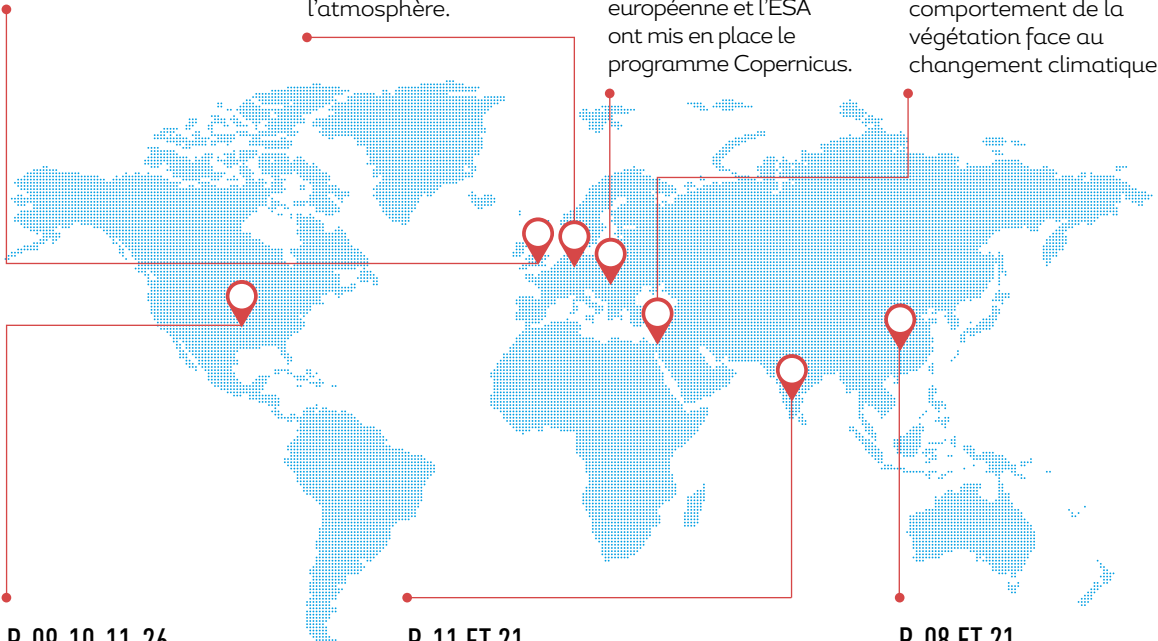 l'atmosphère.
européenne et l'ESA
ont mis en place le
programme Copernicus.
comportement de la
végétation face au
changement climatique
P. 09, 10, 11, 24
P. 11 ET 21
P. 08 ET 21